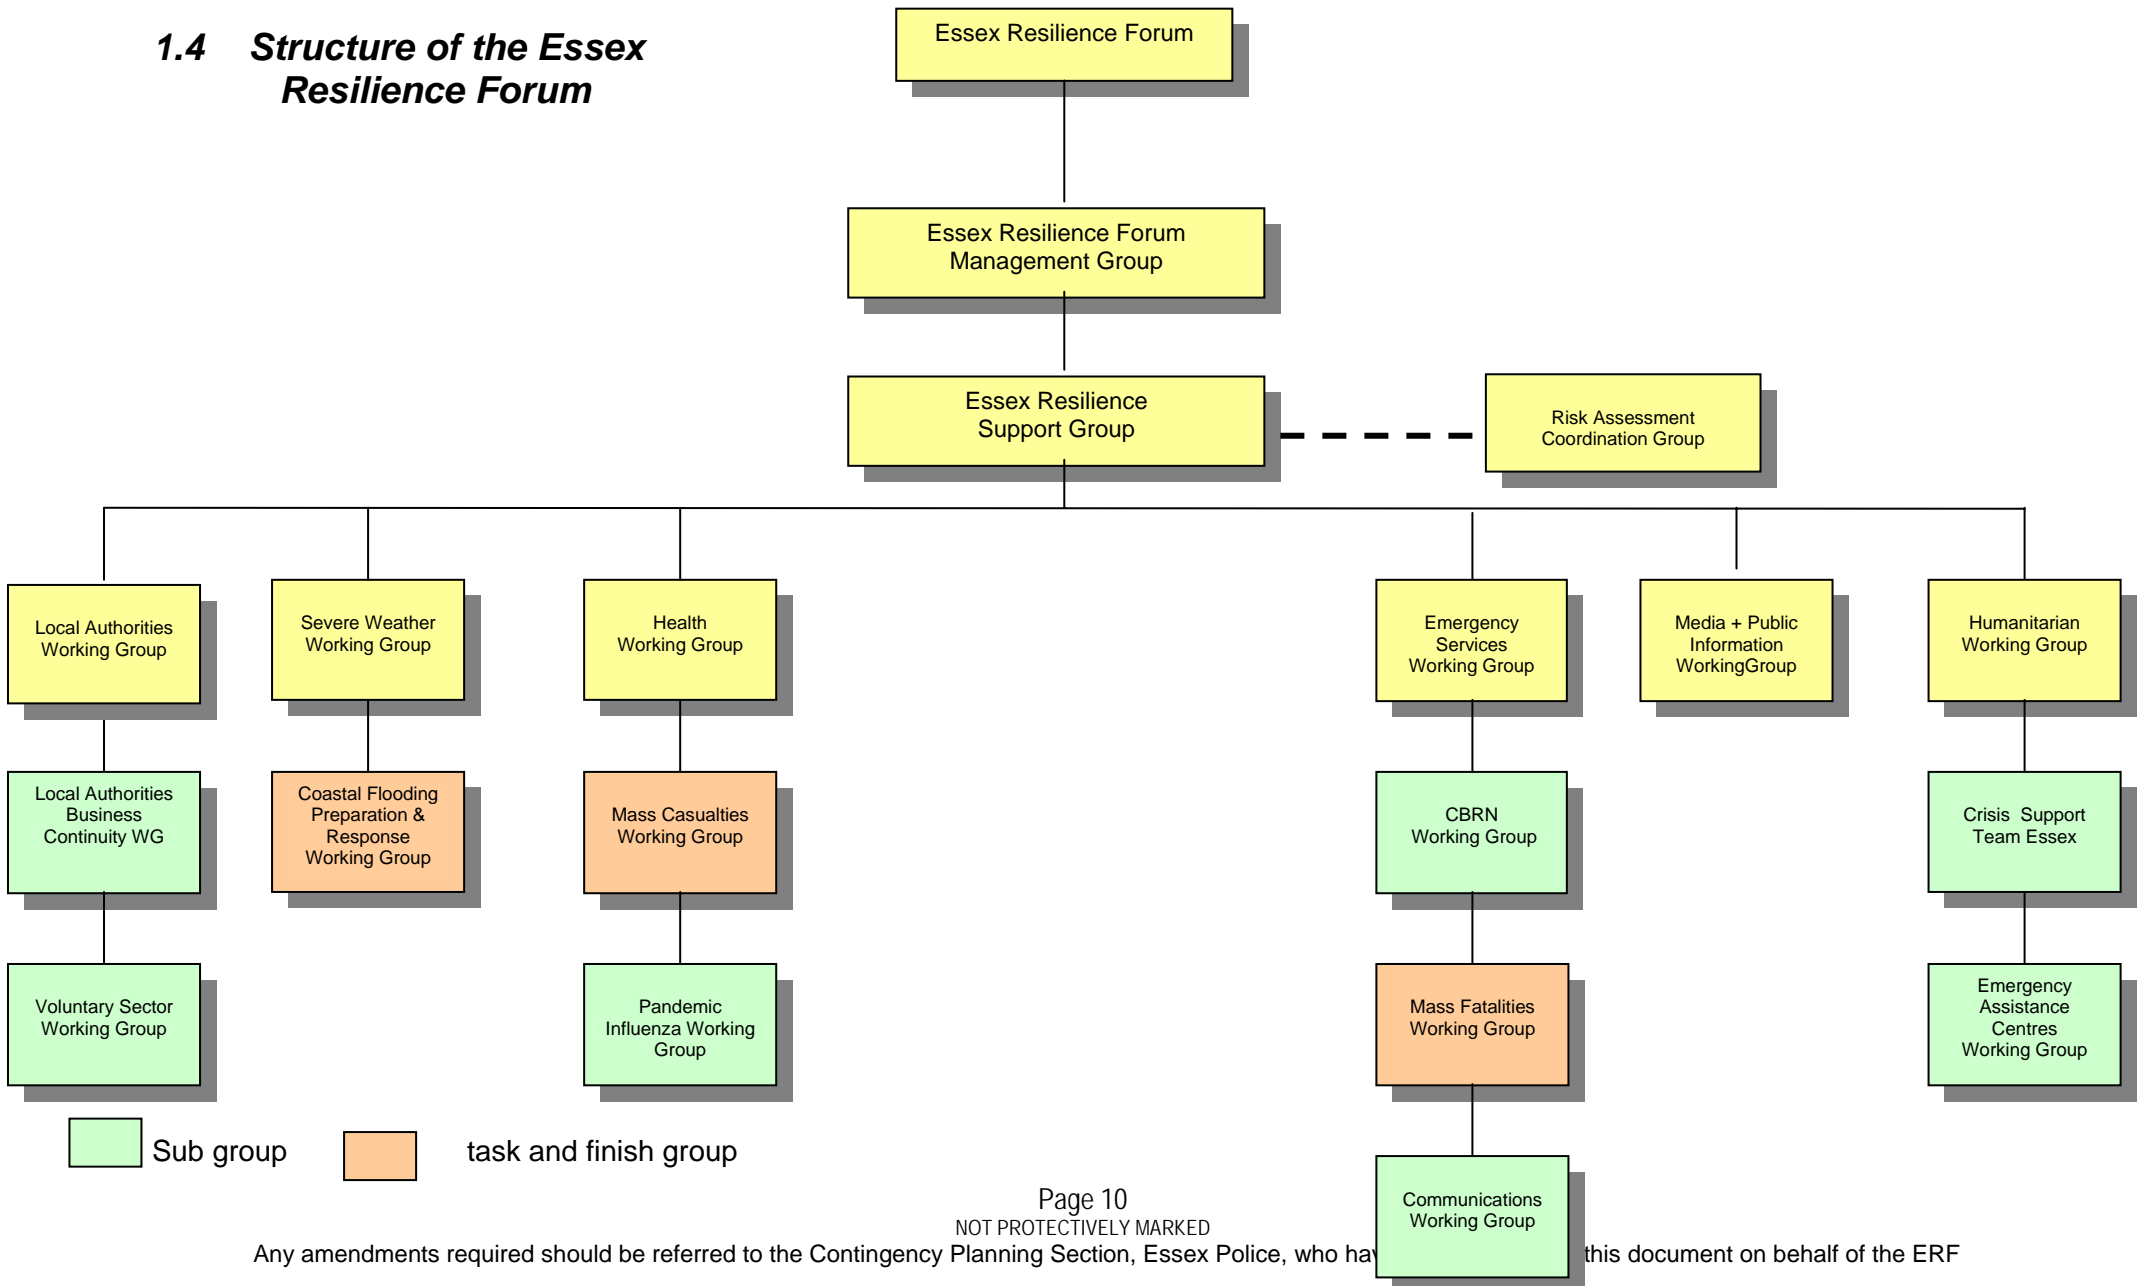 1.4 Structure of the Essex
Resilience Forum
Essex Resilience Forum
Essex Resilience Forum
Management Group
Essex Resilience
Support Group
Risk Assessment
Coordination Group
Local Authorities
Working Group
Severe Weather
Working Group
Health
Working Group
Emergency
Services
Working Group
Media + Public
Information
WorkingGroup
Humanitarian
Working Group
Local Authorities
Business
Continuity WG
Coastal Flooding
Preparation &
Response
Working Group
Mass Casualties
Working Group
CBRN
Working Group
Crisis Support
Team Essex
Voluntary Sector
Working Group
Pandemic
Influenza Working
Group
Mass Fatalities
Working Group
Emergency
Assistance
Centres
Working Group
Sub group
task and finish group
Communications
Working Group
Page 10
NOT PROTECTIVELY MARKED
Any amendments required should be referred to the Contingency Planning Section, Essex Police, who this document on behalf of the ERF